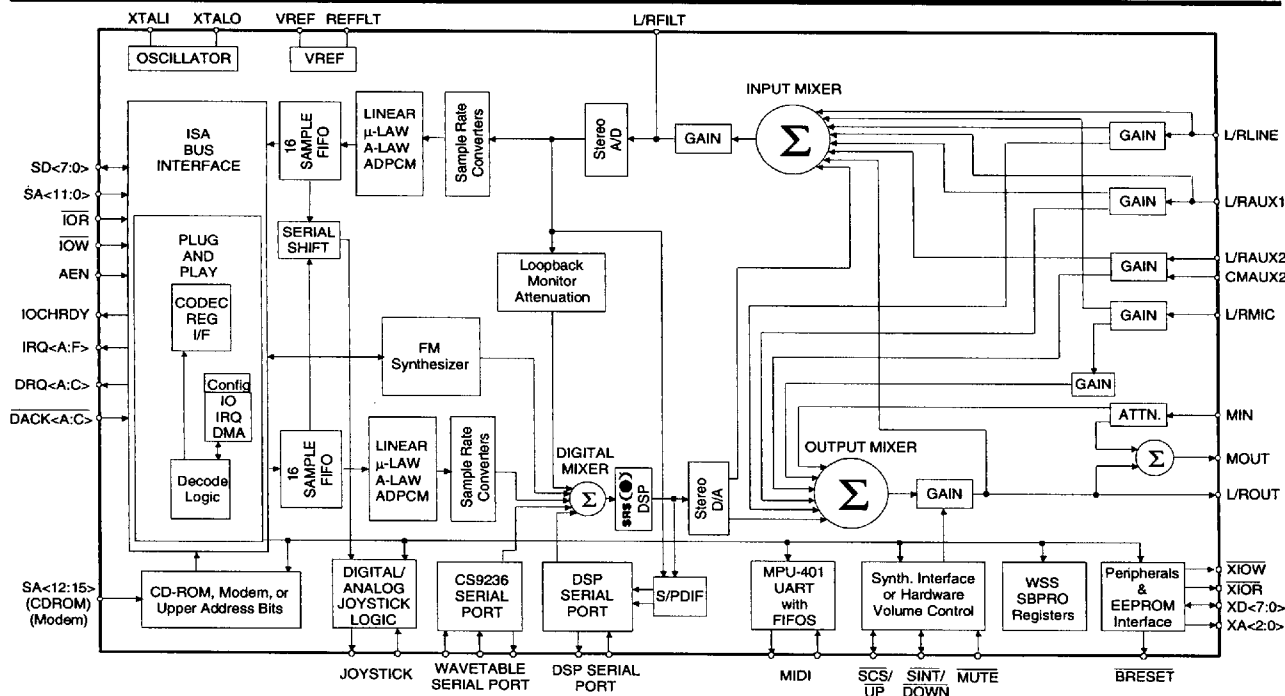 XTALI XTALO VREF REFFLT L/RFILT
OSCILLATOR
VREF
INPUT MIXER
ISA
BUS
INTERFACE
16
SAMPLE
FIFO
LINEAR
μ-LAW
A-LAW
ADPCM
Sample Rate
Converters
Stereo
A/D
GAIN
Σ
GAIN
L/RLINE
SD<7:0>
SA<11:0>
IOR
IOW
AEN
IOCHRDY
IRQ<A:F>
DRQ<A:C>
DACK<A:C>
GAIN
L/RAUX1
PLUG
AND
PLAY
SERIAL
SHIFT
Loopback
Monitor
Attenuation
GAIN
L/RAUX2
CMAUX2
CODEC
REG
I/F
GAIN
L/RMIC
FM
Synthesizer
GAIN
Config
IO
IRQ
DMA
ATTN.
MIN
Decode
Logic
16
SAMPLE
FIFO
LINEAR
μ-LAW
A-LAW
ADPCM
Sample Rate
Converters
DIGITAL
MIXER
Σ
SRS
DSP
Stereo
D/A
OUTPUT MIXER
Σ
GAIN
Σ
MOUT
L/ROUT
SA<12:15>
(CDROM)
(Modem)
CD-ROM, Modem, or
Upper Address Bits
DIGITAL/
ANALOG
JOYSTICK
LOGIC
CS9236
SERIAL
PORT
DSP
SERIAL
PORT
S/PDIF
MPU-401
UART
with
FIFOS
Synth. Interface
or Hardware
Volume Control
WSS
SBPRO
Registers
Peripherals
&
EEPROM
Interface
XIOW
XIOR
XD<7:0>
XA<2:0>
JOYSTICK
WAVETABLE
SERIAL PORT
DSP SERIAL
PORT
MIDI
SCS/
UP
SINT/
DOWN
MUTE
BRESET